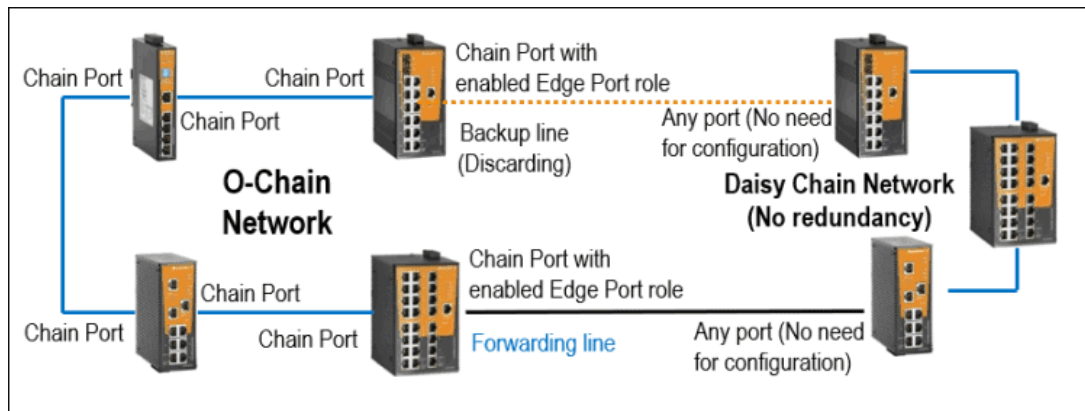 Chain Port
Chain Port
Chain Port with
enabled Edge Port role
Chain Port
Backup line
(Discarding)
Any port (No need
for configuration)
O-Chain
Network
Daisy Chain Network
(No redundancy)
Chain Port with
enabled Edge Port role
Chain Port
Chain Port
Chain Port
Forwarding line
Any port (No need
for configuration)